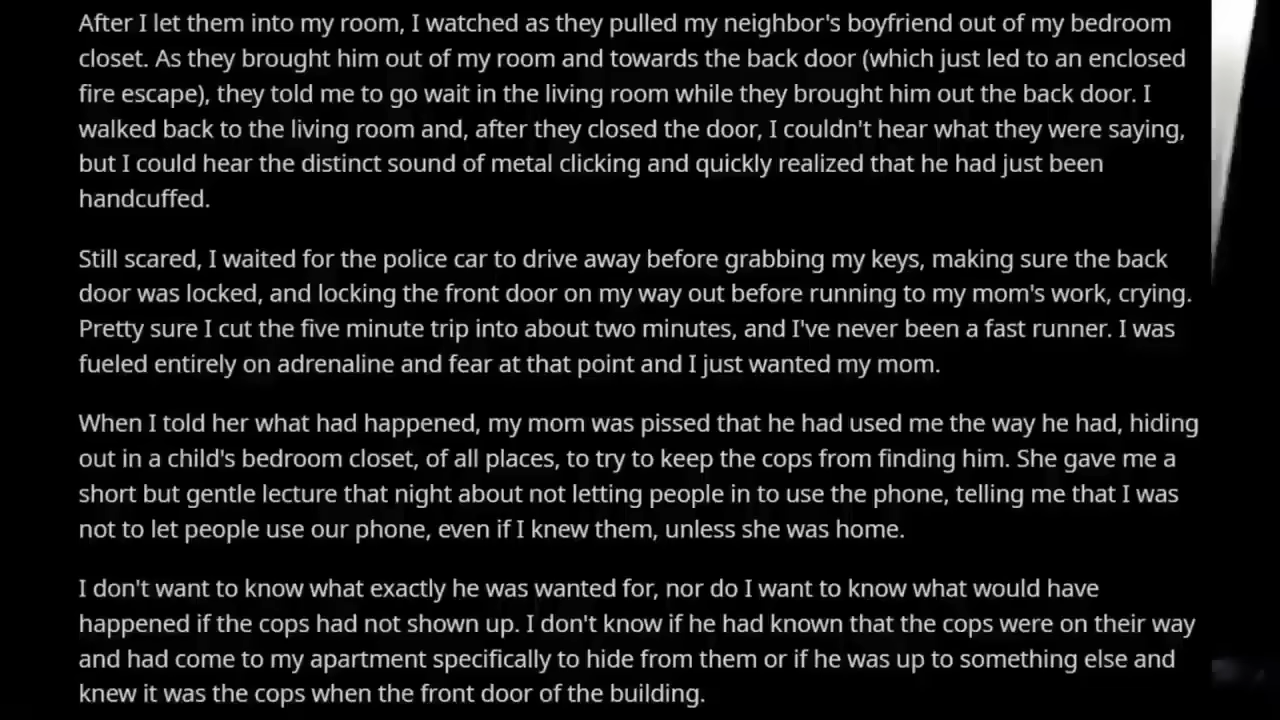 After I let them into my room, I watched as they pulled my neighbor's boyfriend out of my bedroom
closet. As they brought him out of my room and towards the back door (which just led to an enclosed
fire escape), they told me to go wait in the living room while they brought him out the back door. I
walked back to the living room and, after they closed the door, I couldn't hear what they were saying,
but I could hear the distinct sound of metal clicking and quickly realized that he had just been
handcuffed.
Still scared, I waited for the police car to drive away before grabbing my keys, making sure the back
door was locked, and locking the front door on my way out before running to my mom's work, crying.
Pretty sure I cut the five minute trip into about two minutes, and I've never been a fast runner. I was
fueled entirely on adrenaline and fear at that point and I just wanted my mom.
When I told her what had happened, my mom was pissed that he had used me the way he had, hiding
out in a child's bedroom closet, of all places, to try to keep the cops from finding him. She gave me a
short but gentle lecture that night about not letting people in to use the phone, telling me that I was
not to let people use our phone, even if I knew them, unless she was home.
I don't want to know what exactly he was wanted for, nor do I want to know what would have
happened if the cops had not shown up. I don't know if he had known that the cops were on their way
and had come to my apartment specifically to hide from them or if he was up to something else and
knew it was the cops when the front door of the building.